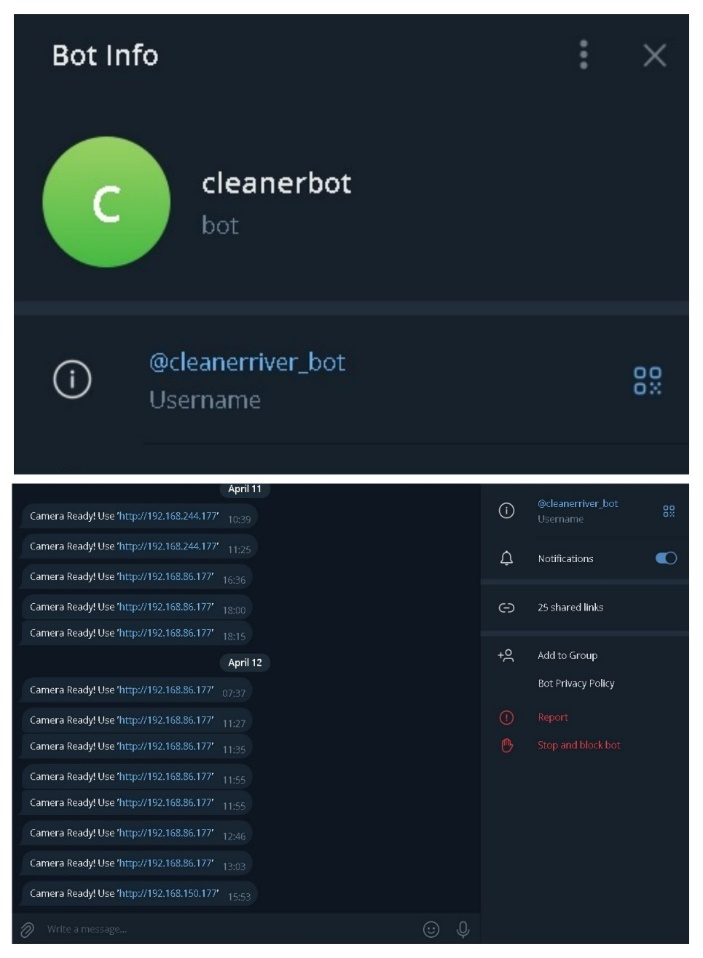 Bot Info
C
cleanerbot
bot
@cleanerriver_bot
Username
April 11
Camera Ready! Use 'http://192.168.244.177' 10:39
Camera Ready! Use 'http://192.168.244.177' 11:25
Camera Ready! Use 'http://192.168.86.177' 16:36
Camera Ready! Use 'http://192.168.86.177' 18:00
Camera Ready! Use 'http://192.168.86.177' 18:15
April 12
Camera Ready! Use 'http://192.168.86.177' 07:37
Camera Ready! Use 'http://192.168.86.177' 11:27
Camera Ready! Use 'http://192.168.86.177' 11:35
Camera Ready! Use 'http://192.168.86.177' 11:55
Camera Ready! Use 'http://192.168.86.177' 11:55
Camera Ready! Use 'http://192.168.86.177' 12:46
Camera Ready! Use 'http://192.168.86.177' 13:03
Camera Ready! Use 'http://192.168.150.177' 15:53
Write a message...
@cleanerriver_bot
Username
Notifications
25 shared links
Add to Group
Bot Privacy Policy
Report
Stop and block bot